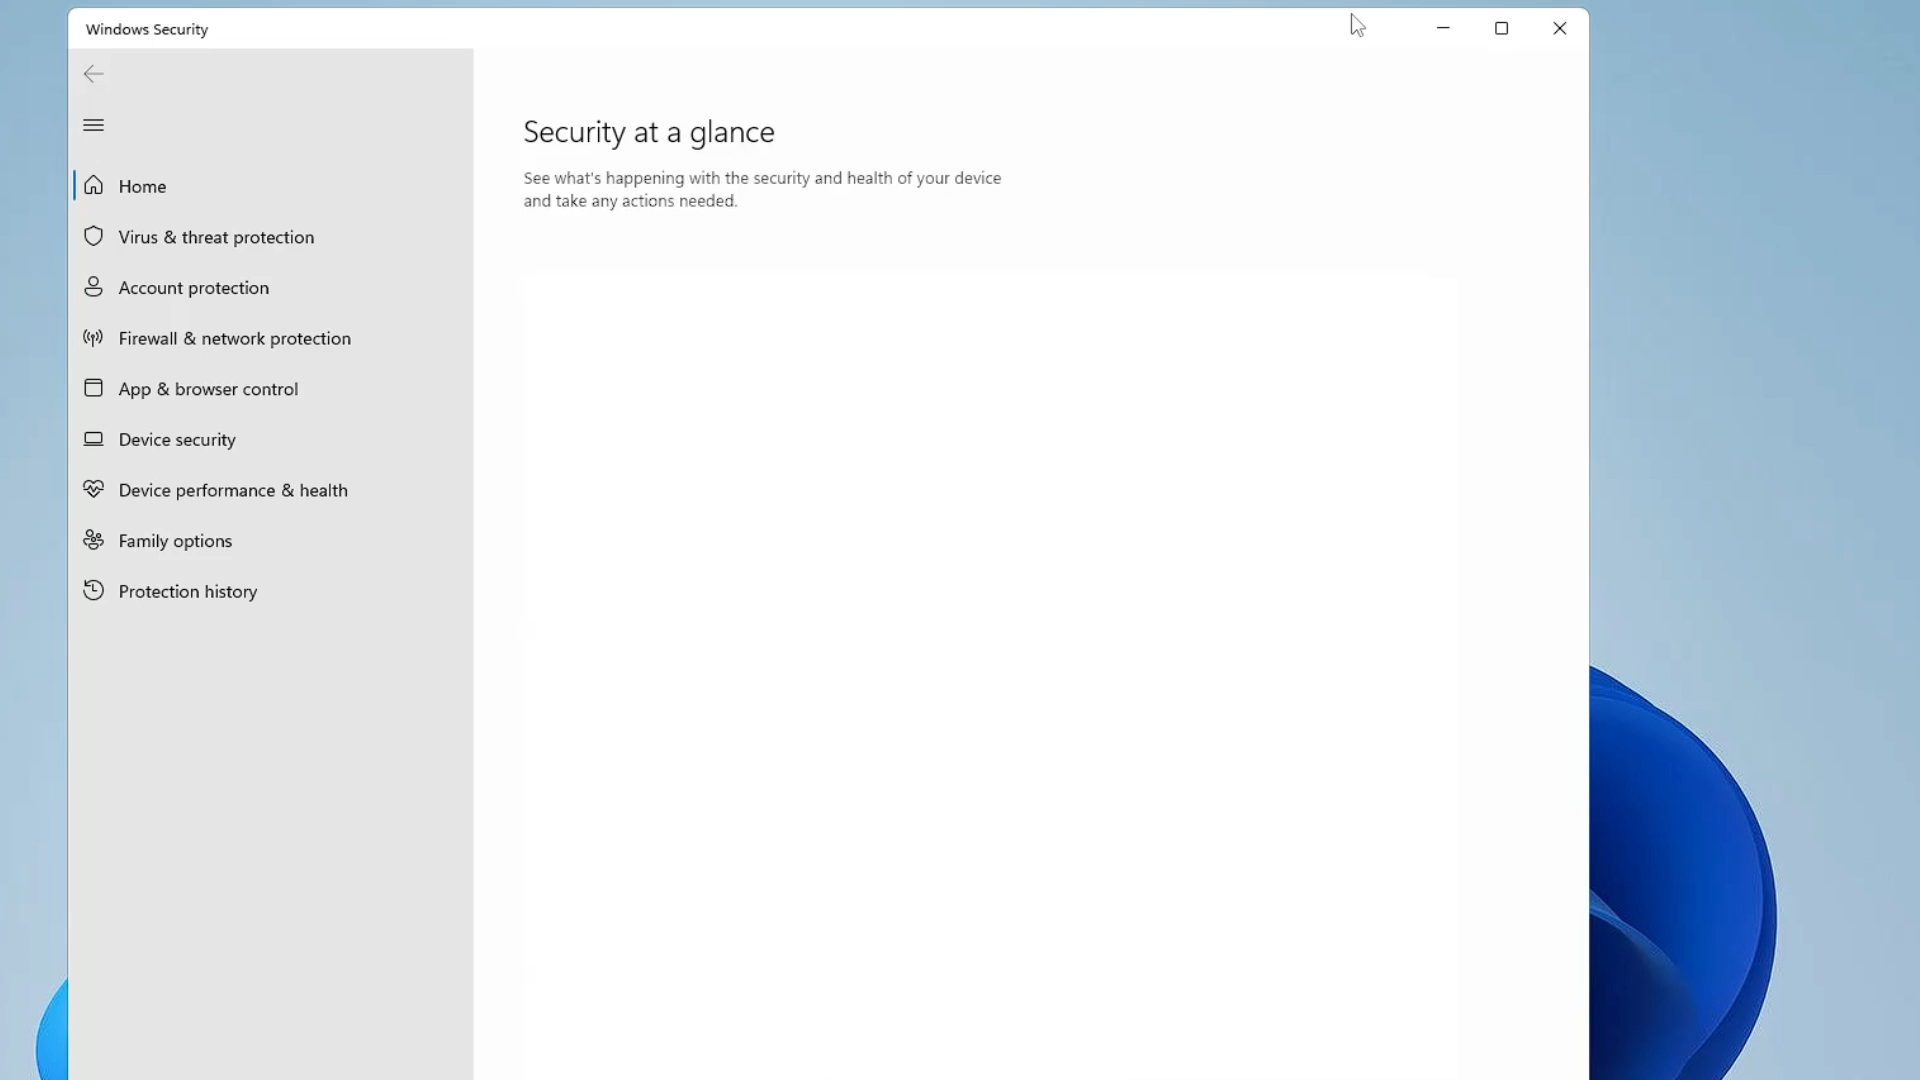 Windows Security
Home
Virus & threat protection
Account protection
Firewall & network protection
App & browser control
Device security
Device performance & health
Family options
Protection history
Security at a glance
See what's happening with the security and health of your device
and take any actions needed.